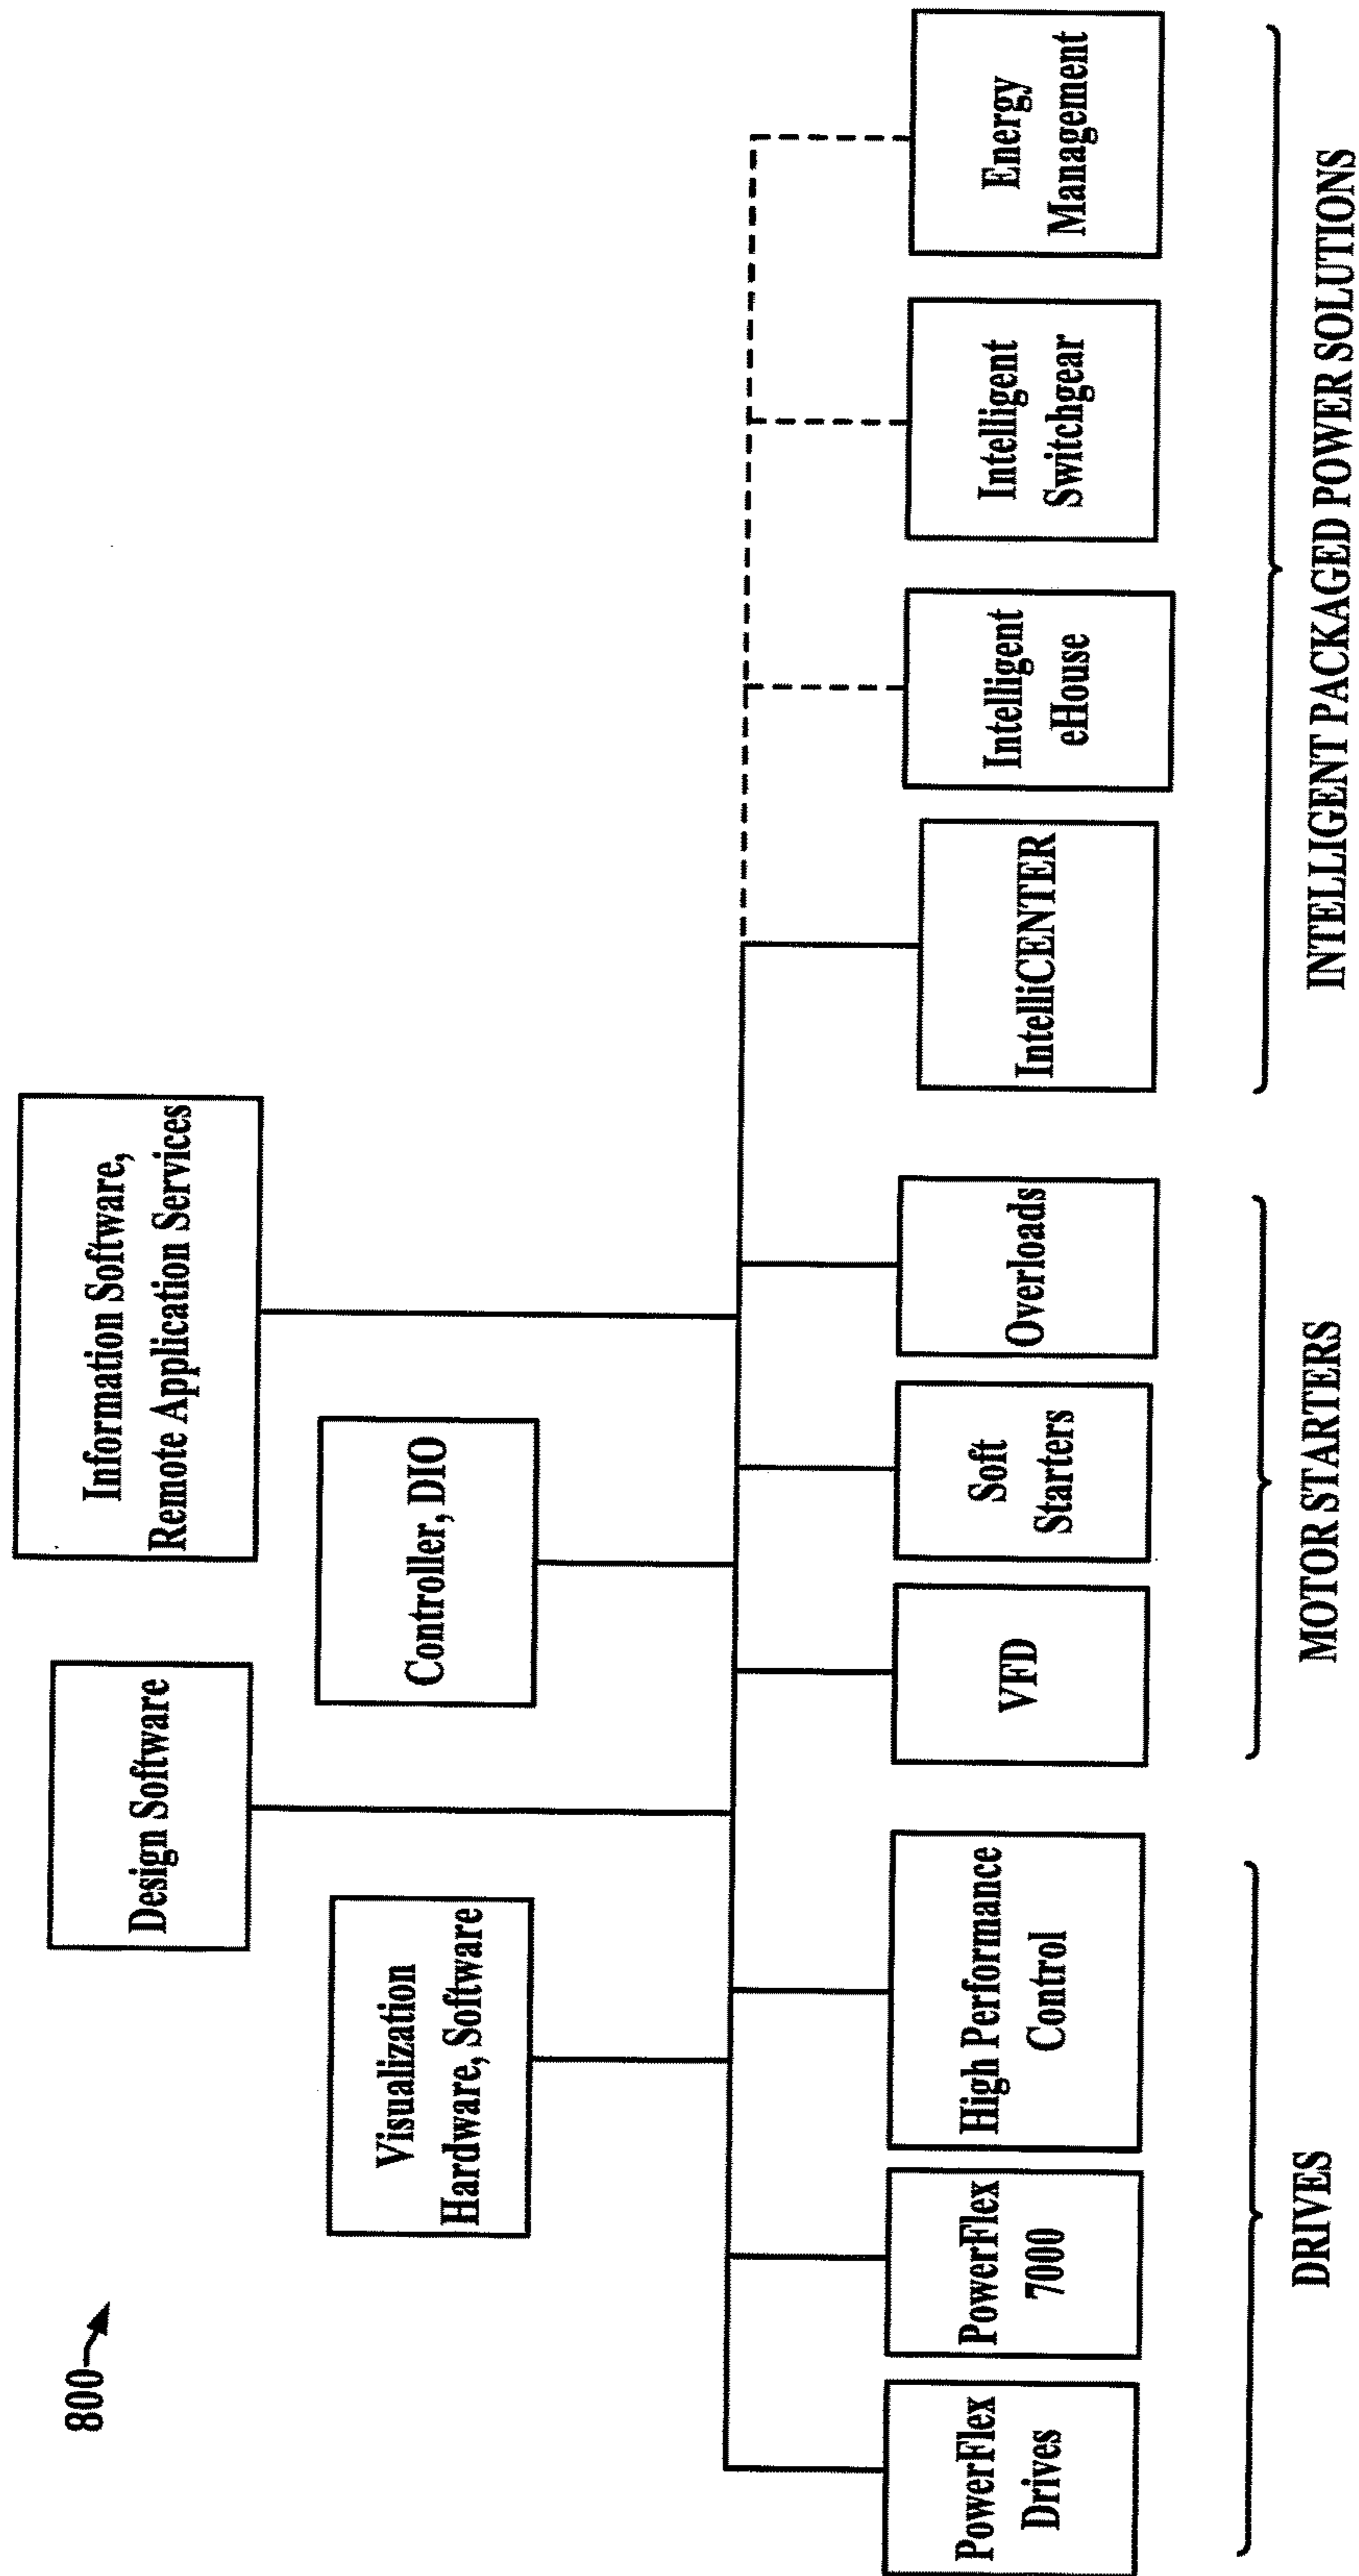 800
Information Software,
Remote Application Services
Design Software
Controller, DIO
Visualization
Hardware, Software
PowerFlex
Drives
PowerFlex
7000
High Performance
Control
VFD
Soft
Starters
Overloads
IntelliCENTER
Intelligent
eHouse
Intelligent
Switchgear
Energy
Management
DRIVES
MOTOR STARTERS
INTELLIGENT PACKAGED POWER SOLUTIONS